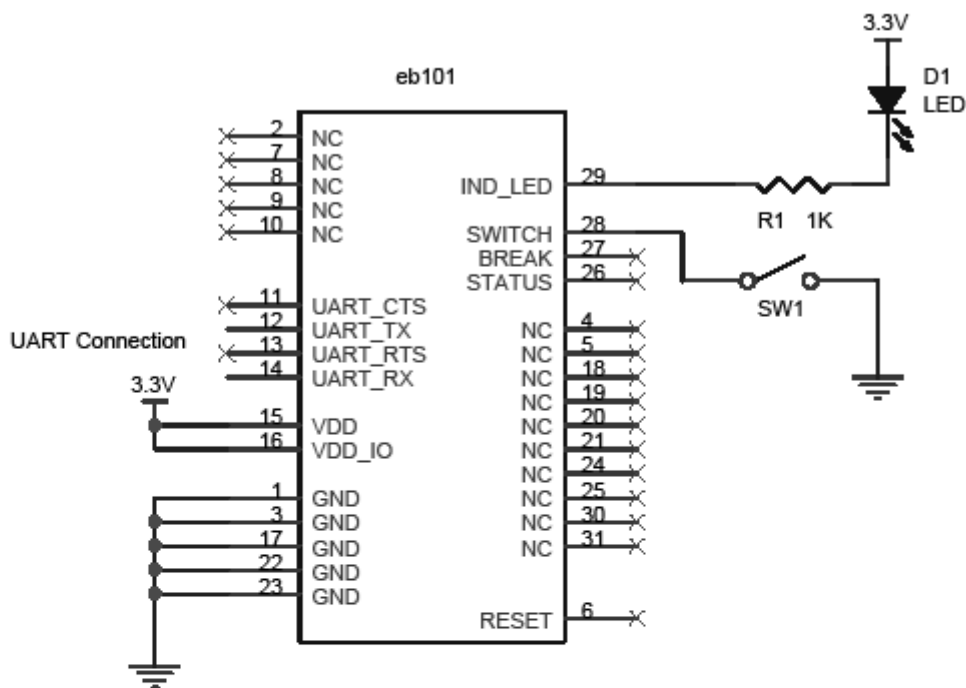 3.3V
D1
LED
eb101
2 NC
7 NC
8 NC
9 NC
10 NC
IND_LED 29
R1 1K
SWITCH 28
BREAK 27
STATUS 26
SW1
11 UART_CTS
12 UART_TX
13 UART_RTS
14 UART_RX
UART Connection
3.3V
15 VDD
16 VDD_IO
1 GND
3 GND
17 GND
22 GND
23 GND
NC 4
NC 5
NC 18
NC 19
NC 20
NC 21
NC 24
NC 25
NC 30
NC 31
RESET 6